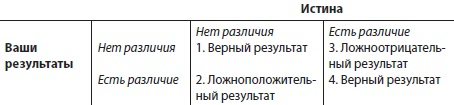 Истина
Нет различия Есть различие
Ваши Нет различия 1. Верный результат 3. Ложноотрицатель-
результаты ный результат
Есть различие 2. Ложноположитель- 4. Верный результат
ный результат